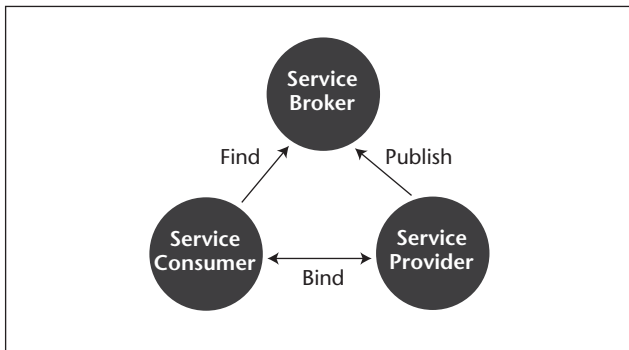 Service
Broker
Find
Publish
Service
Consumer
Service
Provider
Bind